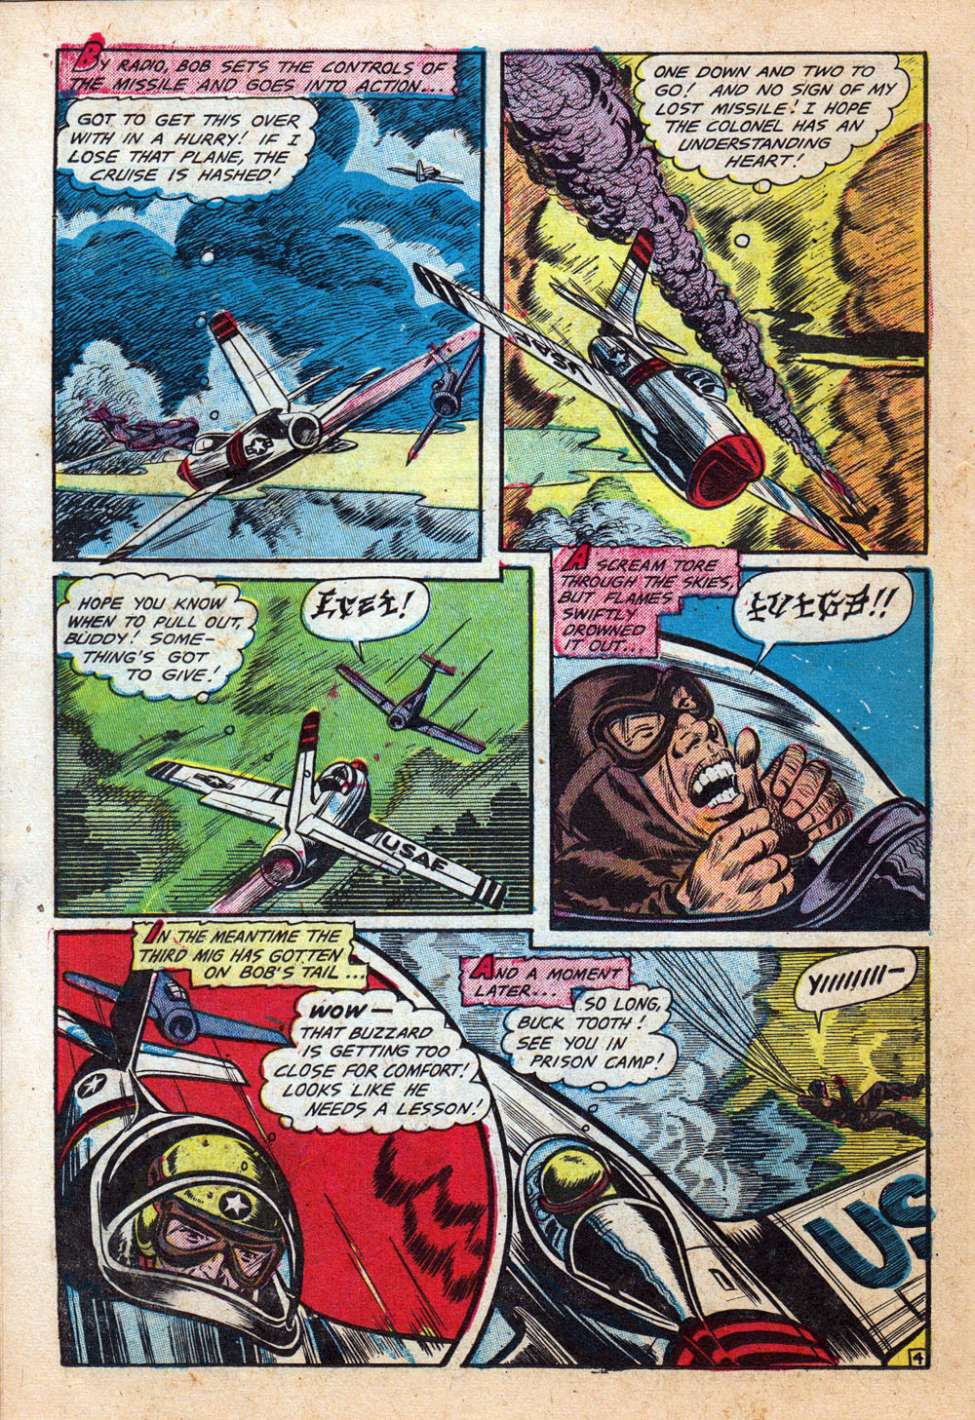 BY RADIO, BOB SETS THE CONTROLS OF
THE MISSILE AND GOES INTO ACTION...
GOT TO GET THIS OVER
WITH IN A HURRY! IF I
LOSE THAT PLANE, THE
CRUISE IS HASHED!
ONE DOWN AND TWO TO
GO! AND NO SIGN OF MY
LOST MISSILE! I HOPE
THE COLONEL HAS AN
UNDERSTANDING
HEART!
HOPE YOU KNOW
WHEN TO PULL OUT,
BUDDY! SOME-
THING'S GOT
TO GIVE!
USAF
A SCREAM TORE
THROUGH THE SKIES,
BUT FLAMES
SWIFTLY
DROWNED
IT OUT...
IN THE MEANTIME THE
THIRD MIG HAS GOTTEN
ON BOB'S TAIL...
WOW—
THAT BUZZARD
IS GETTING TOO
CLOSE FOR COMFORT!
LOOKS LIKE HE
NEEDS A LESSON!
AND A MOMENT
LATER...
SO LONG,
BUCK TOOTH!
SEE YOU IN
PRISON CAMP!
YIIIIIIII—
US
4